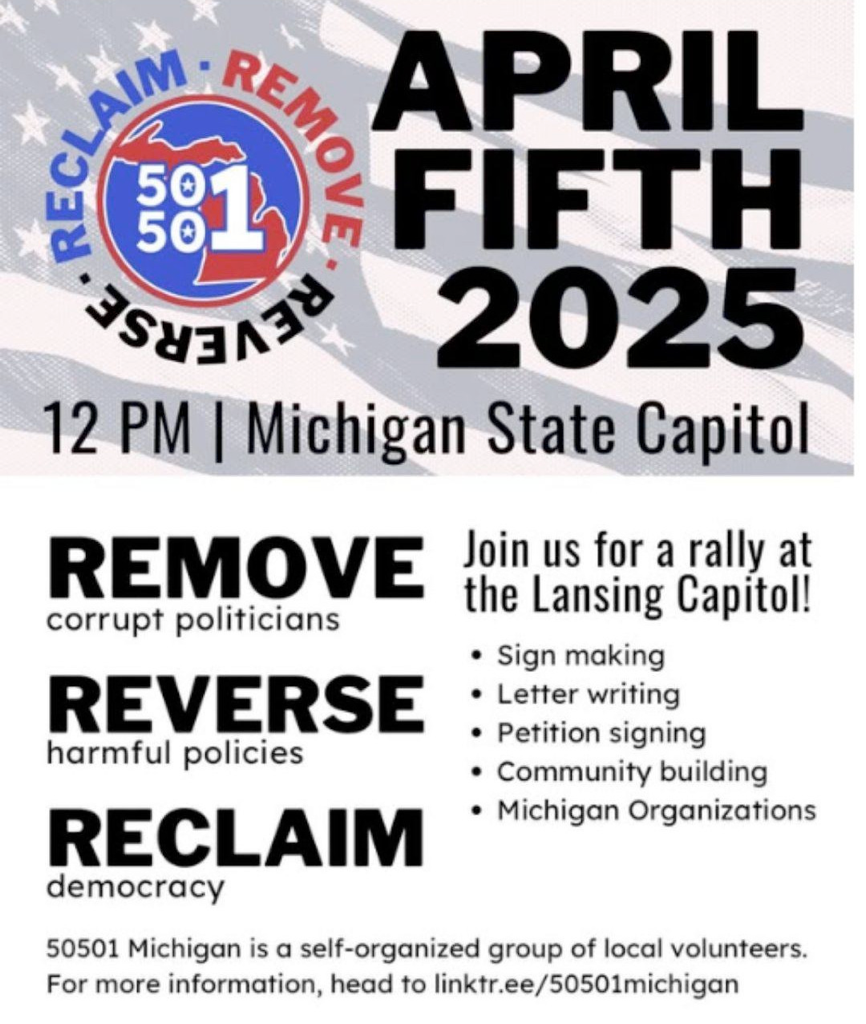 RECLAIM · REMOVE · REVERSE ·
50
501
APRIL
FIFTH
2025
12 PM | Michigan State Capitol
REMOVE
corrupt politicians
REVERSE
harmful policies
RECLAIM
democracy
Join us for a rally at
the Lansing Capitol!
• Sign making
• Letter writing
• Petition signing
• Community building
• Michigan Organizations
50501 Michigan is a self-organized group of local volunteers.
For more information, head to linktr.ee/50501michigan